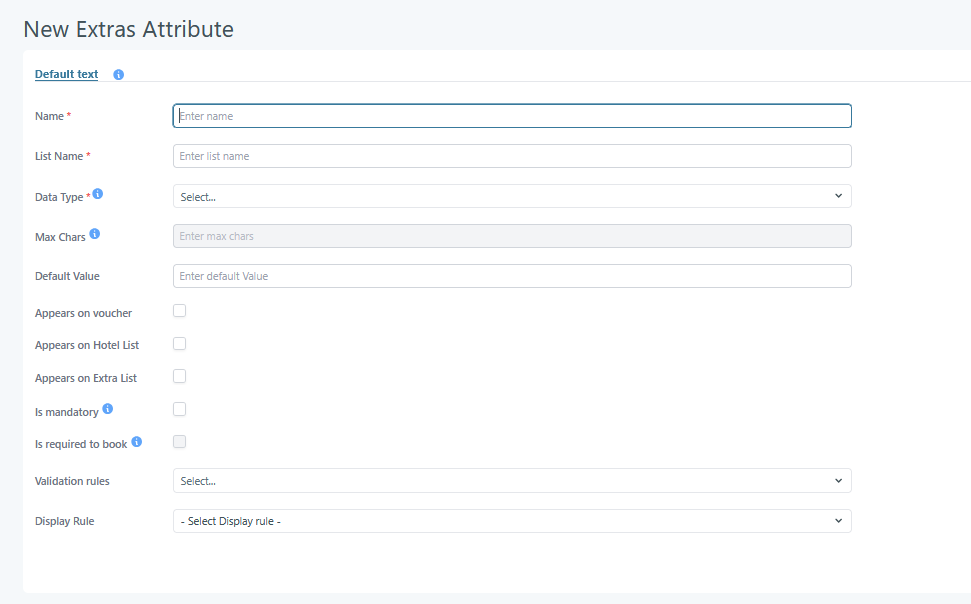 New Extras Attribute
Default text
Name *
Enter name
List Name *
Enter list name
Data Type *
Select...
Max Chars
Enter max chars
Default Value
Enter default Value
Appears on voucher
Appears on Hotel List
Appears on Extra List
Is mandatory
Is required to book
Validation rules
Select...
Display Rule
- Select Display rule -